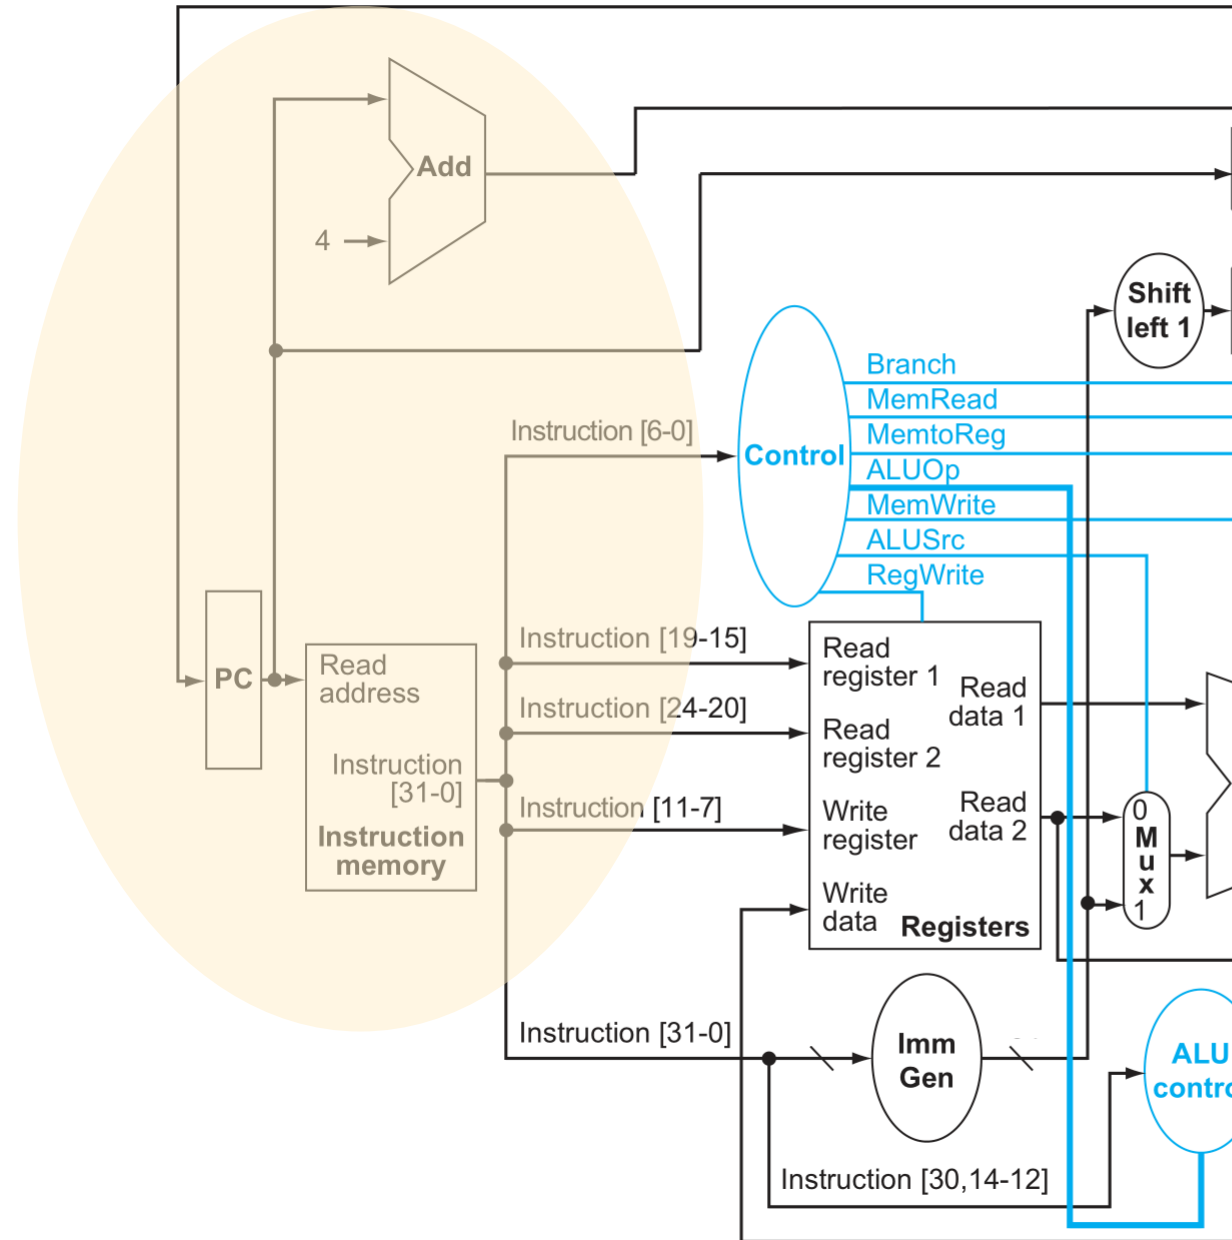 Add
4
Shift
left 1
Branch
MemRead
MemtoReg
ALUOp
MemWrite
ALUSrc
RegWrite
Control
Instruction [6-0]
Instruction [19-15]
Instruction [24-20]
Instruction [11-7]
PC
Read
address
Instruction
[31-0]
Instruction
memory
Read
register 1
Read
register 2
Write
register
Write
data
Read
data 1
Read
data 2
Registers
0
M
u
x
1
Instruction [31-0]
Imm
Gen
ALU
contro
Instruction [30,14-12]